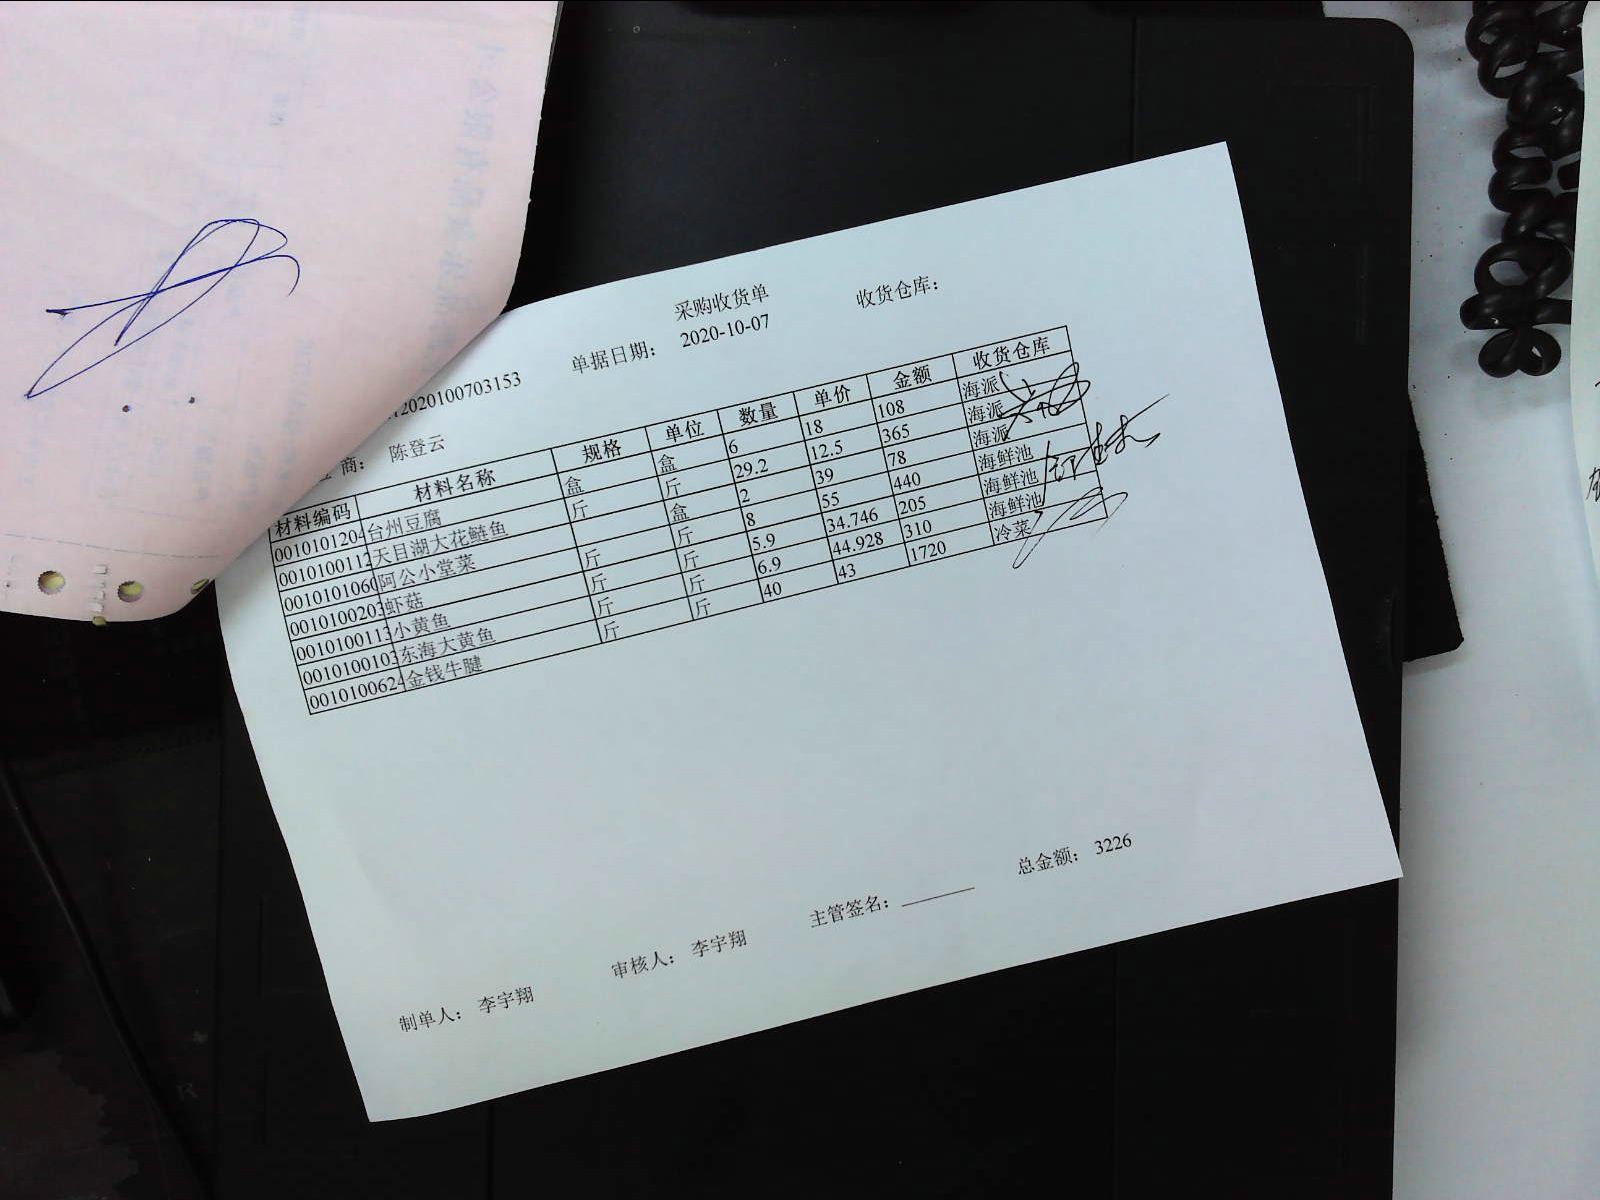 采购收货单
2020100703153 单据日期： 2020-10-07 收货仓库：
商： 陈登云
材料编码 材料名称 规格 单位 数量 单价 金额 收货仓库
0010101204 台州豆腐 盒 盒 6 18 108 海派
001010011 天目湖大花鲢鱼 斤 斤 29.2 12.5 365 海派
001010106 阿公小堂菜 盒 2 39 78 海派
001010020 虾菇 斤 斤 8 55 440 海鲜池
001010011 小黄鱼 斤 斤 5.9 34.746 205 海鲜池
001010010 东海大黄鱼 斤 斤 6.9 44.928 310 海鲜池
001010062 金钱牛腱 斤 斤 40 43 1720 冷菜
制单人： 李宇翔 审核人： 李宇翔 主管签名： 总金额： 3226